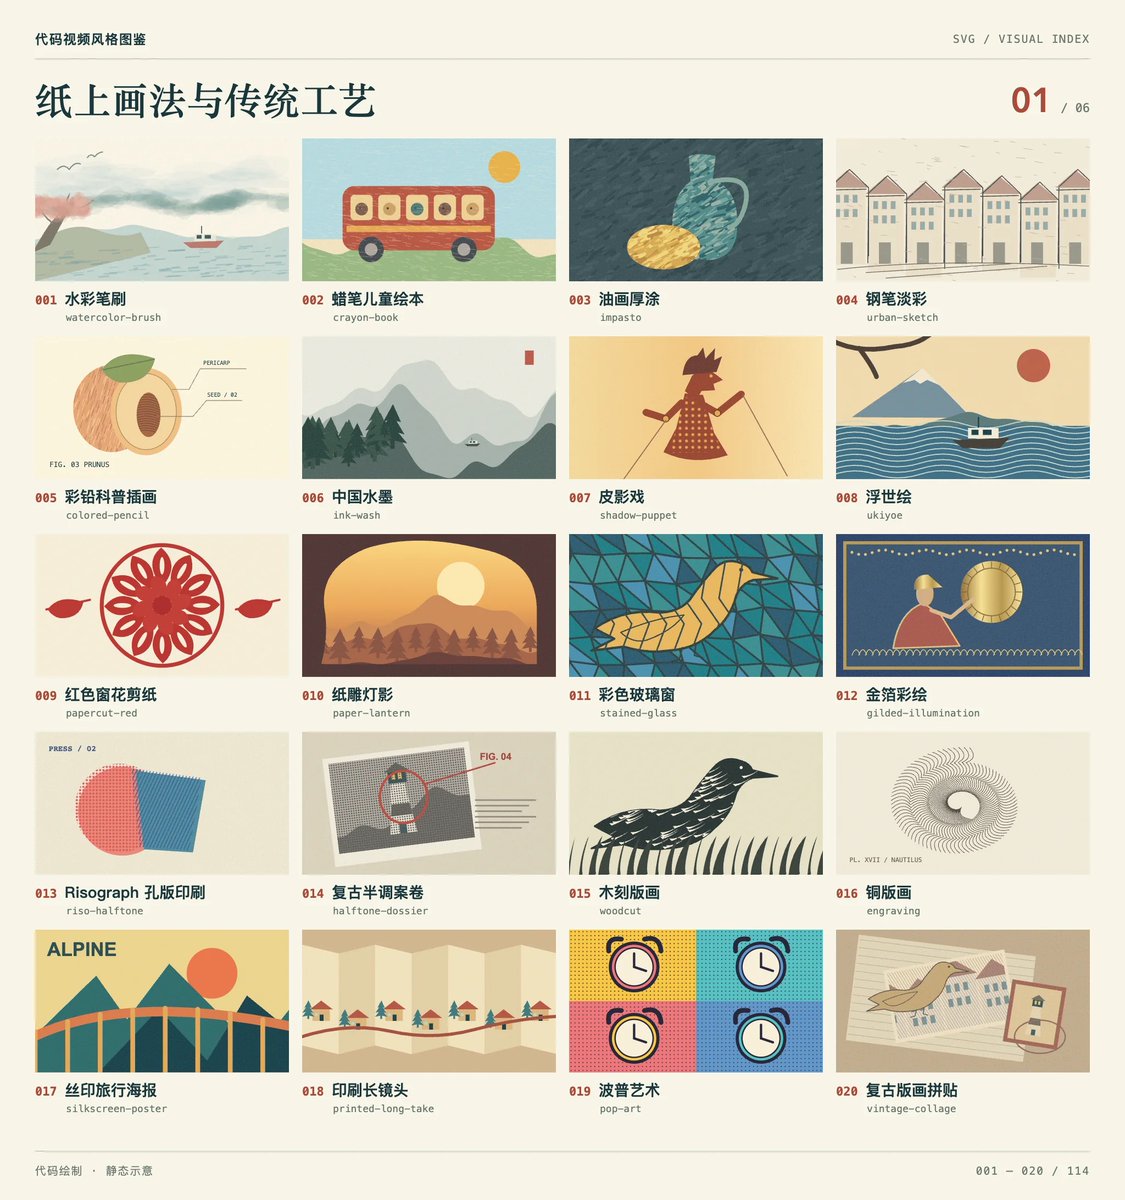 代码视频风格图鉴
SVG / VISUAL INDEX
纸上画法与传统工艺
01 / 06
001 水彩笔刷
watercolor-brush
002 蜡笔儿童绘本
crayon-book
003 油画厚涂
impasto
004 钢笔淡彩
urban-sketch
PERICARP
SEED / 02
FIG. 03 PRUNUS
005 彩铅科普插画
colored-pencil
006 中国水墨
ink-wash
007 皮影戏
shadow-puppet
008 浮世绘
ukiyoe
009 红色窗花剪纸
papercut-red
010 纸雕灯影
paper-lantern
011 彩色玻璃窗
stained-glass
012 金箔彩绘
gilded-illumination
PRESS / 02
013 Risograph 孔版印刷
riso-halftone
FIG. 04
014 复古半调案卷
halftone-dossier
015 木刻版画
woodcut
PL. XVII / NAUTILUS
016 铜版画
engraving
ALPINE
017 丝印旅行海报
silkscreen-poster
018 印刷长镜头
printed-long-take
019 波普艺术
pop-art
020 复古版画拼贴
vintage-collage
代码绘制 · 静态示意
001 — 020 / 114